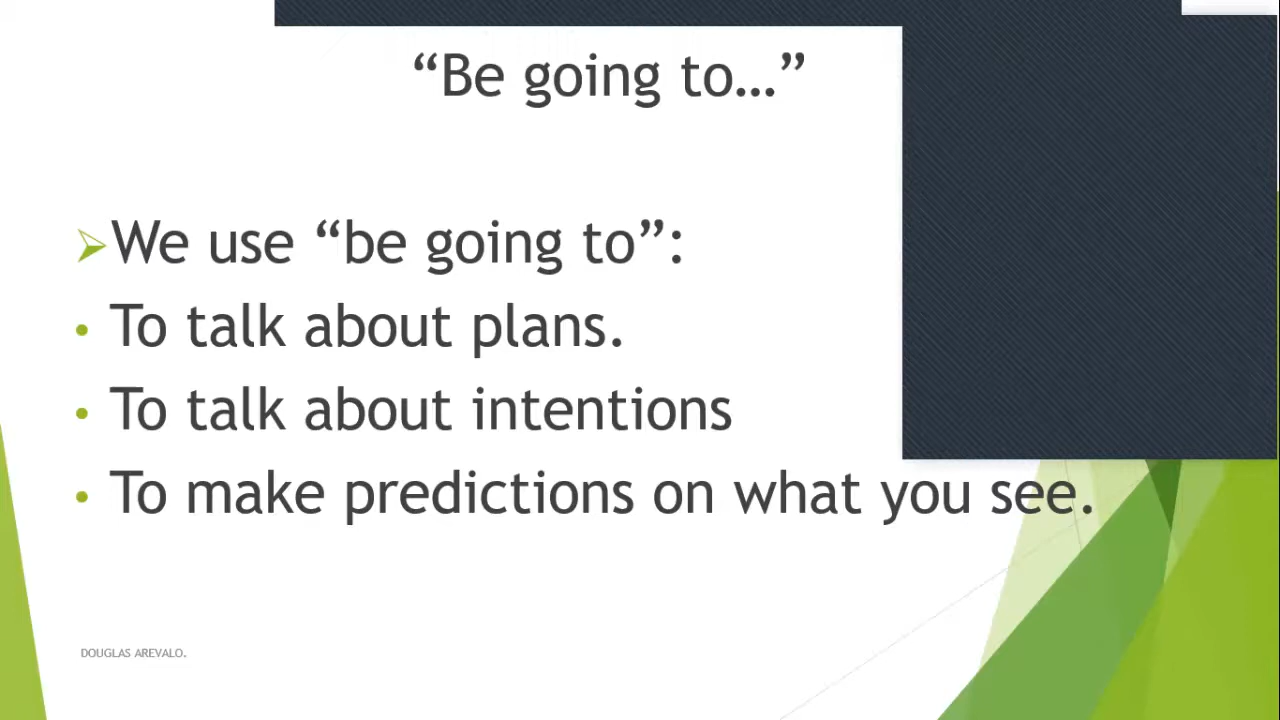 “Be going to…”
We use “be going to”:
To talk about plans.
To talk about intentions
To make predictions on what you see.
DOUGLAS AREVALO.